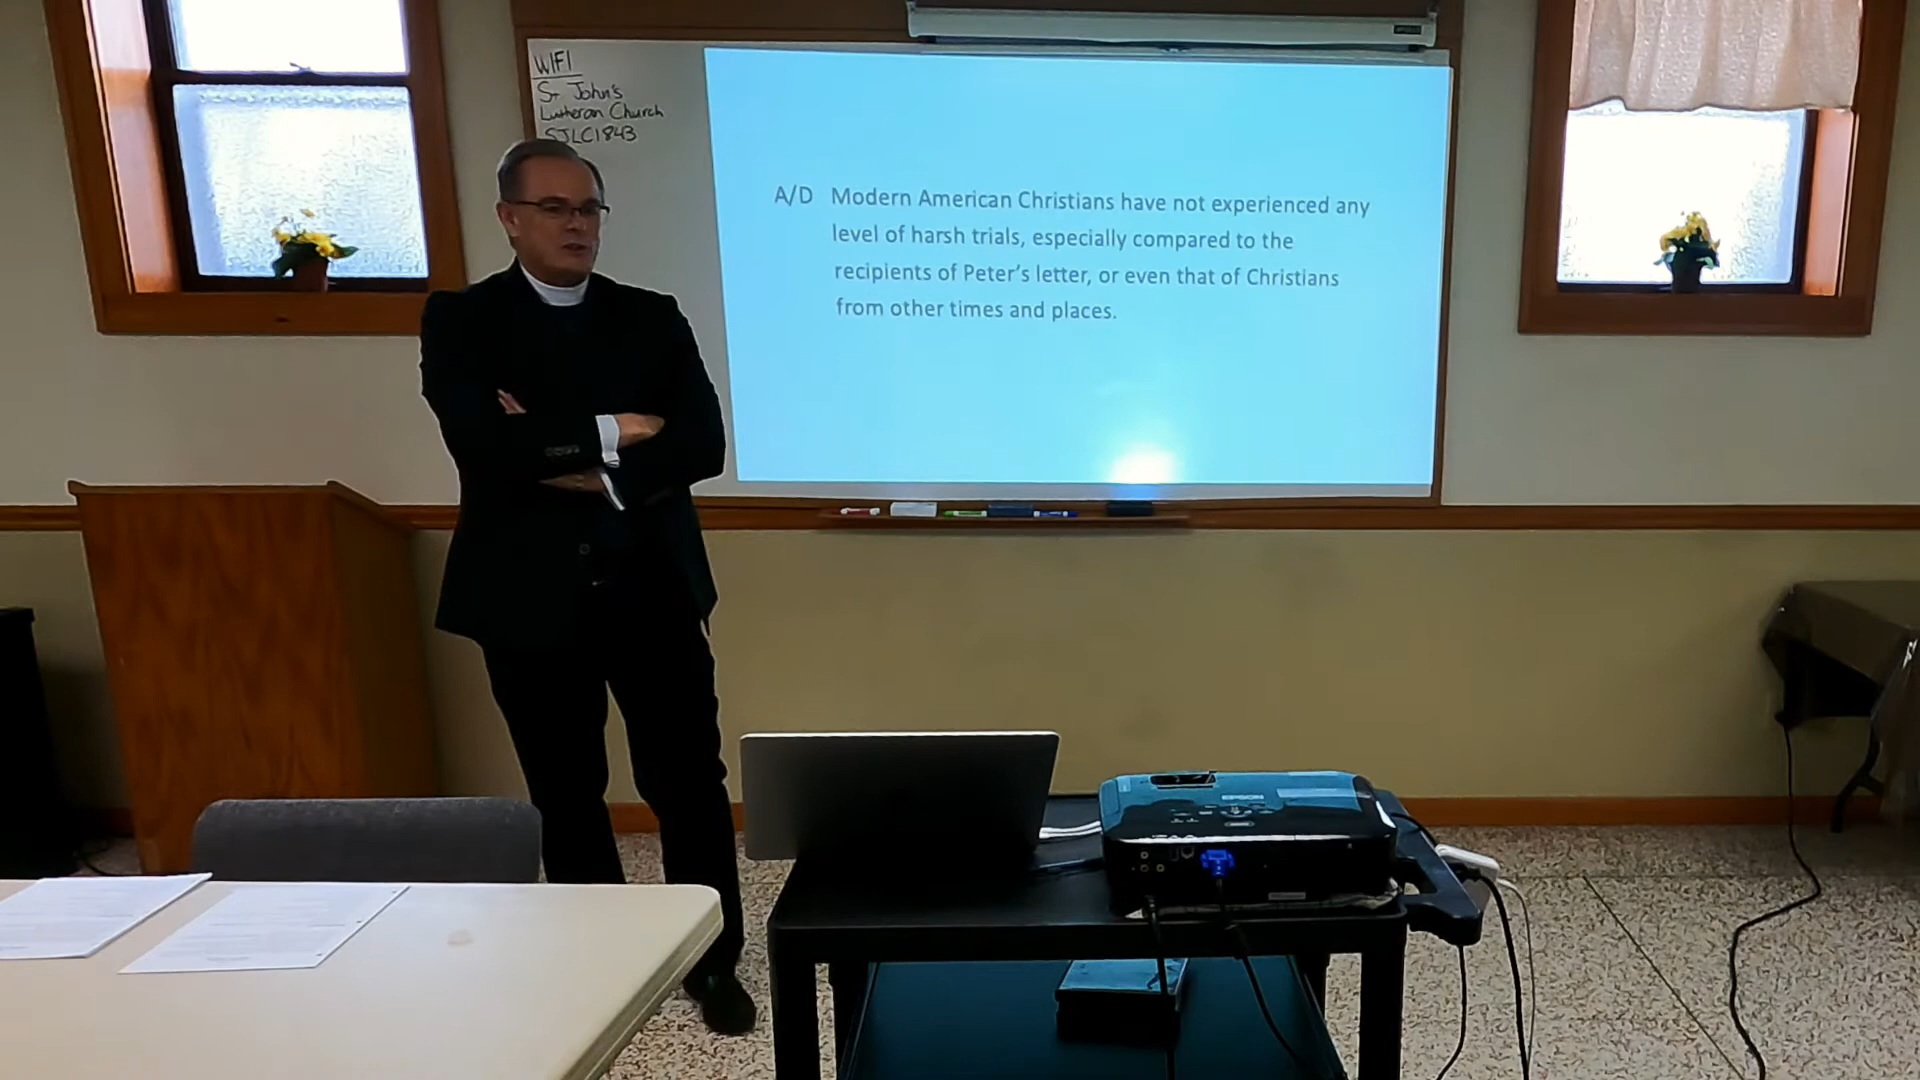 WIFI
St John's
Lutheran Church
SJLC1843
A/D Modern American Christians have not experienced any
level of harsh trials, especially compared to the
recipients of Peter's letter, or even that of Christians
from other times and places.
EPSON